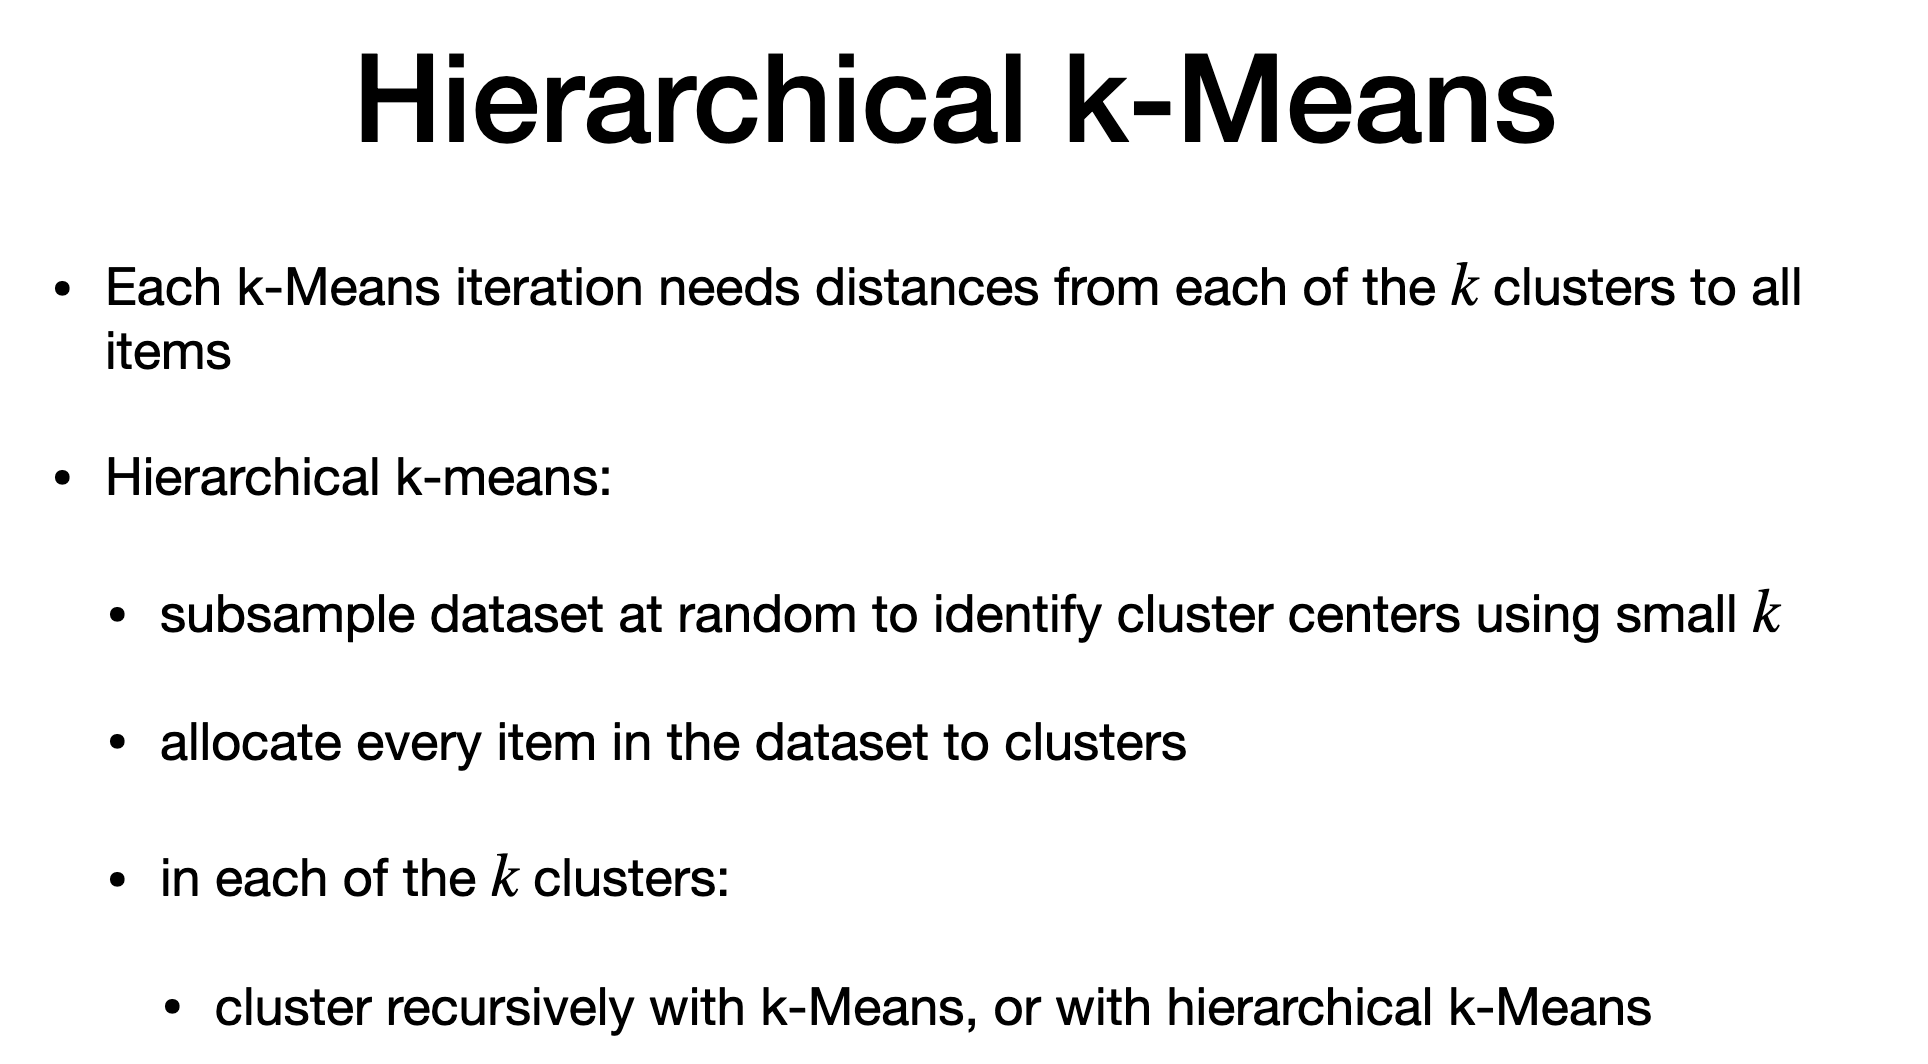 Hierarchical k-Means
• Each k-Means iteration needs distances from each of the k clusters to all
items
• Hierarchical k-means:
• subsample dataset at random to identify cluster centers using small k
• allocate every item in the dataset to clusters
• in each of the k clusters:
• cluster recursively with k-Means, or with hierarchical k-Means